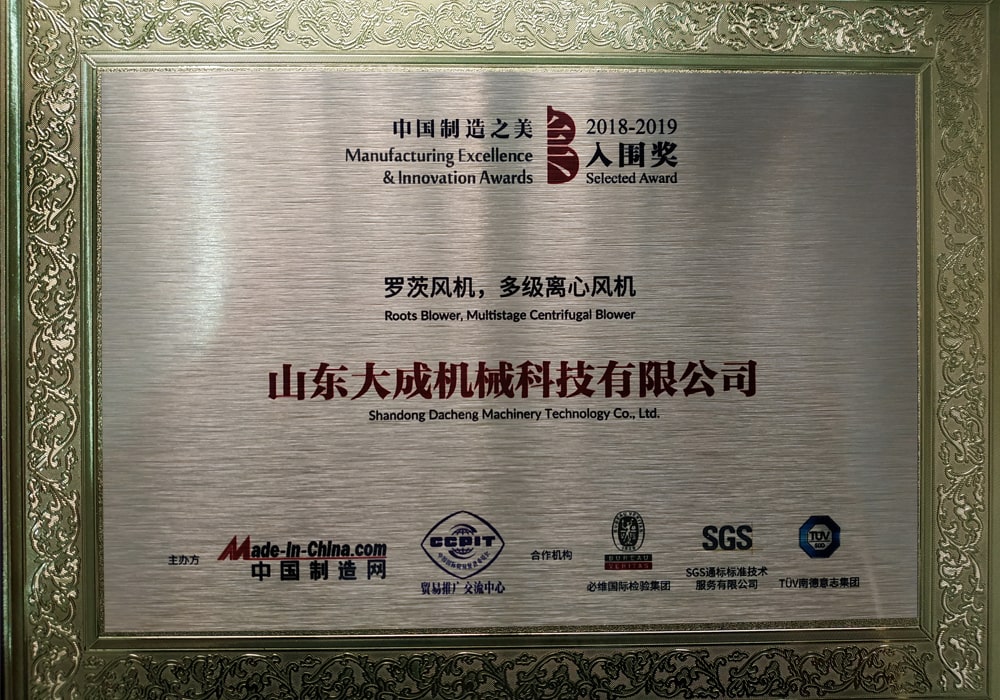 中国制造之美
Manufacturing Excellence
& Innovation Awards
2018-2019
入围奖
Selected Award
罗茨风机，多级离心风机
Roots Blower, Multistage Centrifugal Blower
山东大成机械科技有限公司
Shandong Dacheng Machinery Technology Co., Ltd.
主办方
Made-in-China.com
中国制造网
CCPIT
贸易推广交流中心
合作机构
BUREAU
VERITAS
必维国际检验集团
SGS
SGS通标标准技术
服务有限公司
TÜV
SÜD
TÜV南德意志集团